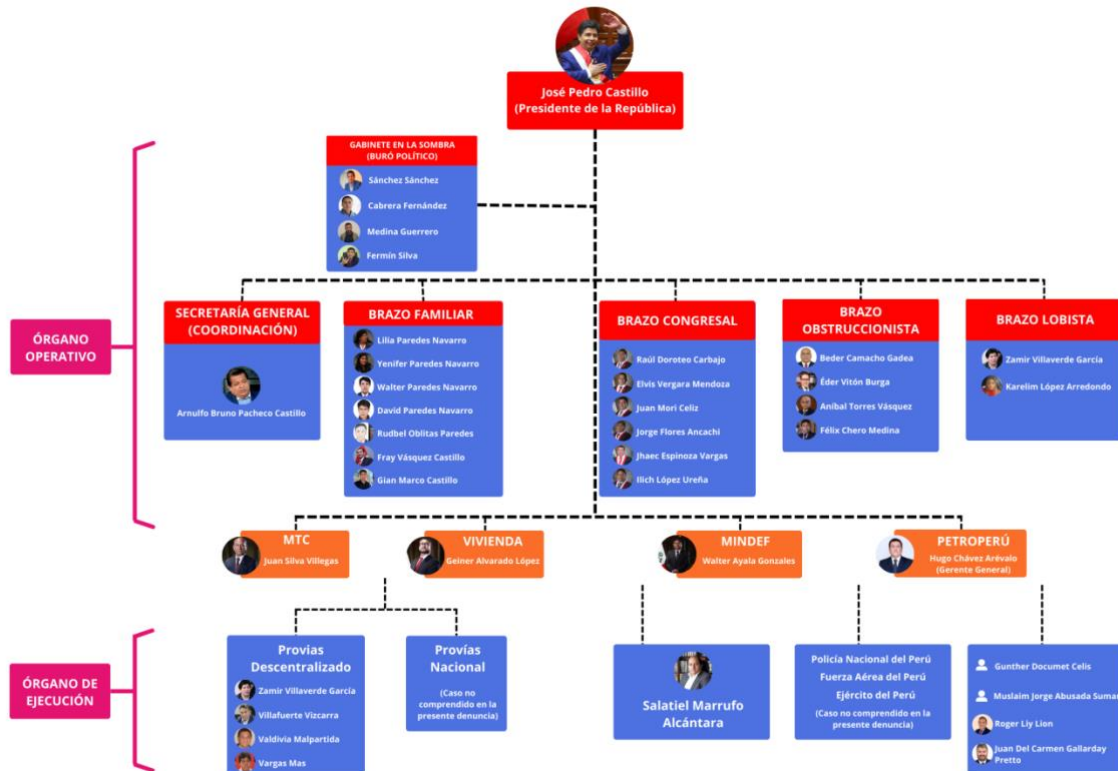 José Pedro Castillo
(Presidente de la República)
GABINETE EN LA SOMBRA
(BURÓ POLÍTICO)
Sánchez Sánchez
Cabrera Fernández
Medina Guerrero
Fermín Silva
ÓRGANO
OPERATIVO
SECRETARÍA GENERAL
(COORDINACIÓN)
Arnulfo Bruno Pacheco Castillo
BRAZO FAMILIAR
Lilia Paredes Navarro
Yenifer Paredes Navarro
Walter Paredes Navarro
David Paredes Navarro
Rudbel Oblitas Paredes
Fray Vásquez Castillo
Gian Marco Castillo
BRAZO CONGRESAL
Raúl Doroteo Carbajo
Elvis Vergara Mendoza
Juan Mori Celiz
Jorge Flores Ancachi
Jhaec Espinoza Vargas
Ilich López Ureña
BRAZO
OBSTRUCCIONISTA
Beder Camacho Gadea
Éder Vitón Burga
Aníbal Torres Vásquez
Félix Chero Medina
BRAZO LOBISTA
Zamir Villaverde García
Karelim López Arredondo
MTC
Juan Silva Villegas
VIVIENDA
Geiner Alvarado López
MINDEF
Walter Ayala Gonzales
PETROPERÚ
Hugo Chávez Arévalo
(Gerente General)
ÓRGANO DE
EJECUCIÓN
Provias
Descentralizado
Zamir Villaverde García
Villafuerte Vizcarra
Valdivia Malpartida
Vargas Mas
Provías
Nacional
(Caso no
comprendido en la
presente denuncia)
Salatiel Marrufo
Alcántara
Policía Nacional del Perú
Fuerza Aérea del Perú
Ejército del Perú
(Caso no comprendido en la
presente denuncia)
Gunther Documet Celis
Muslaim Jorge Abusada Sumar
Roger Liy Lion
Juan Del Carmen Gallarday
Pretto